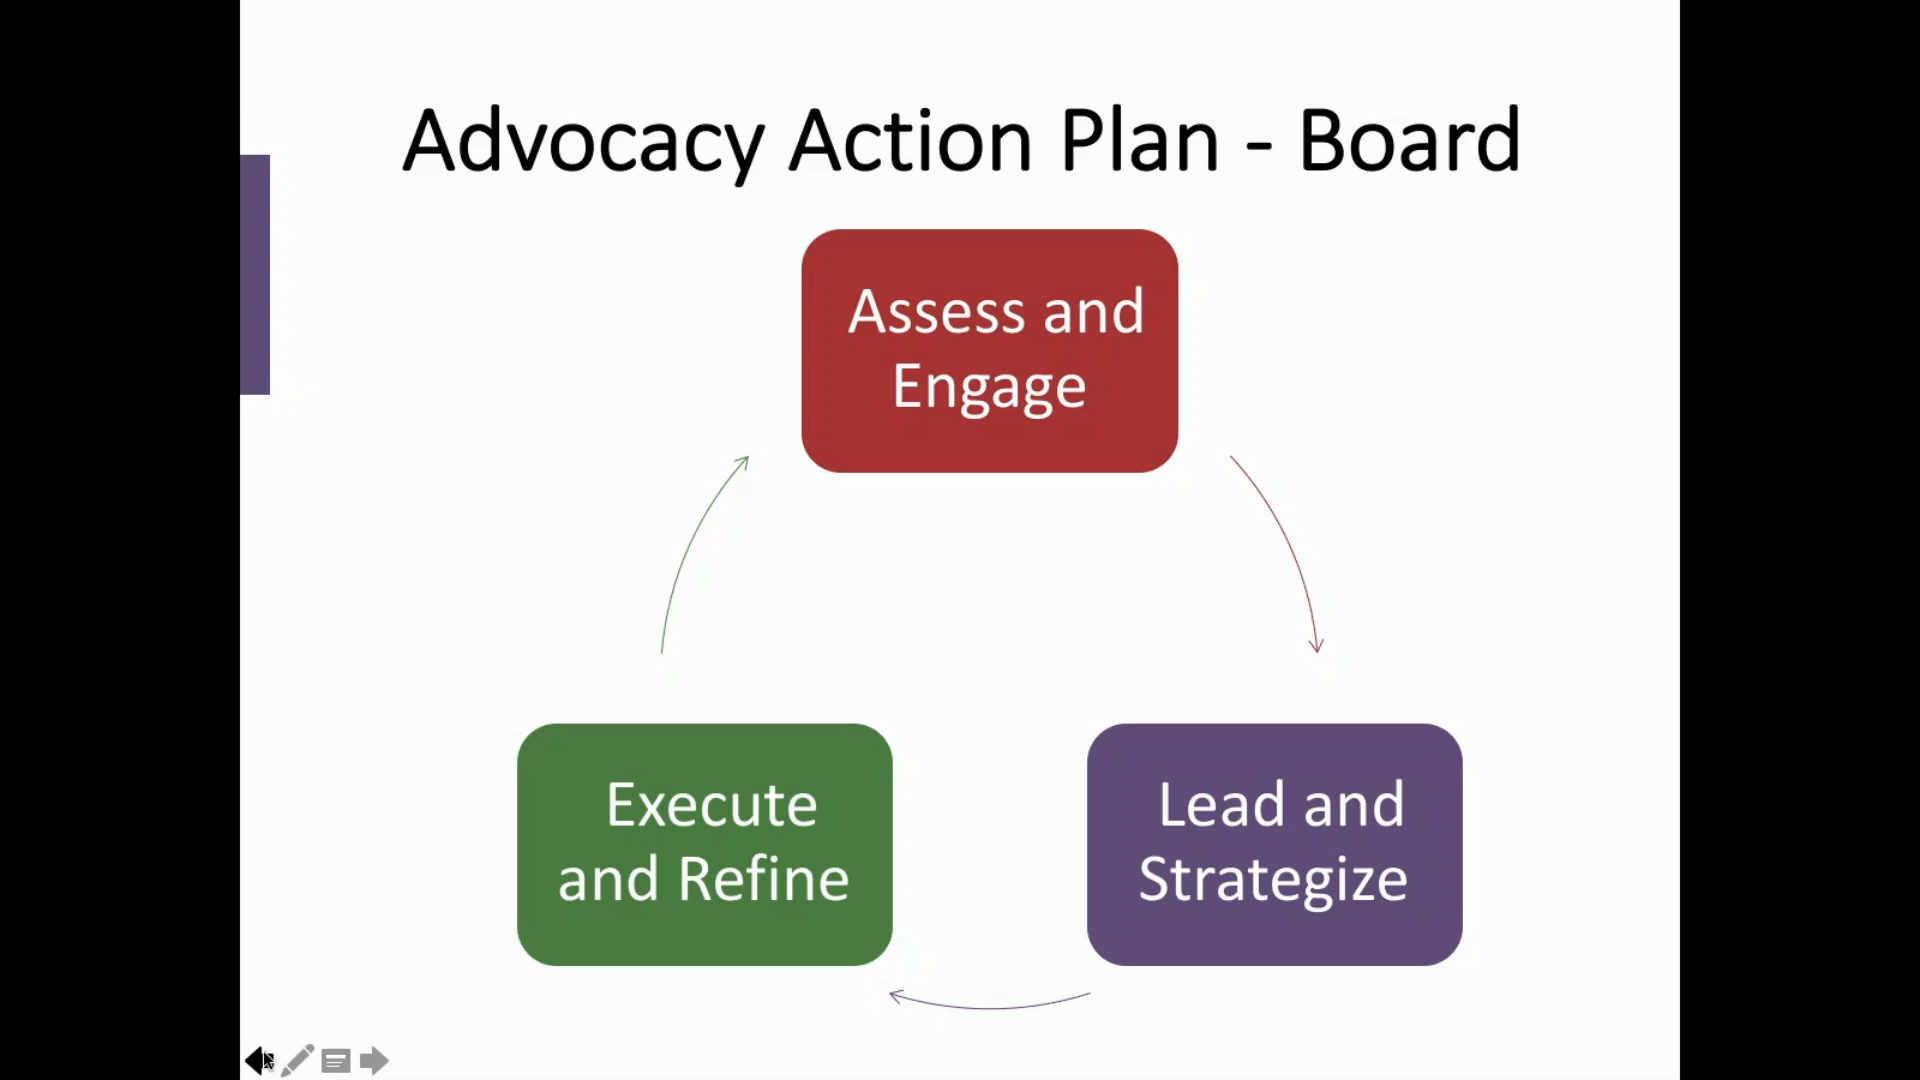 Advocacy Action Plan - Board
Assess and
Engage
Execute
and Refine
Lead and
Strategize